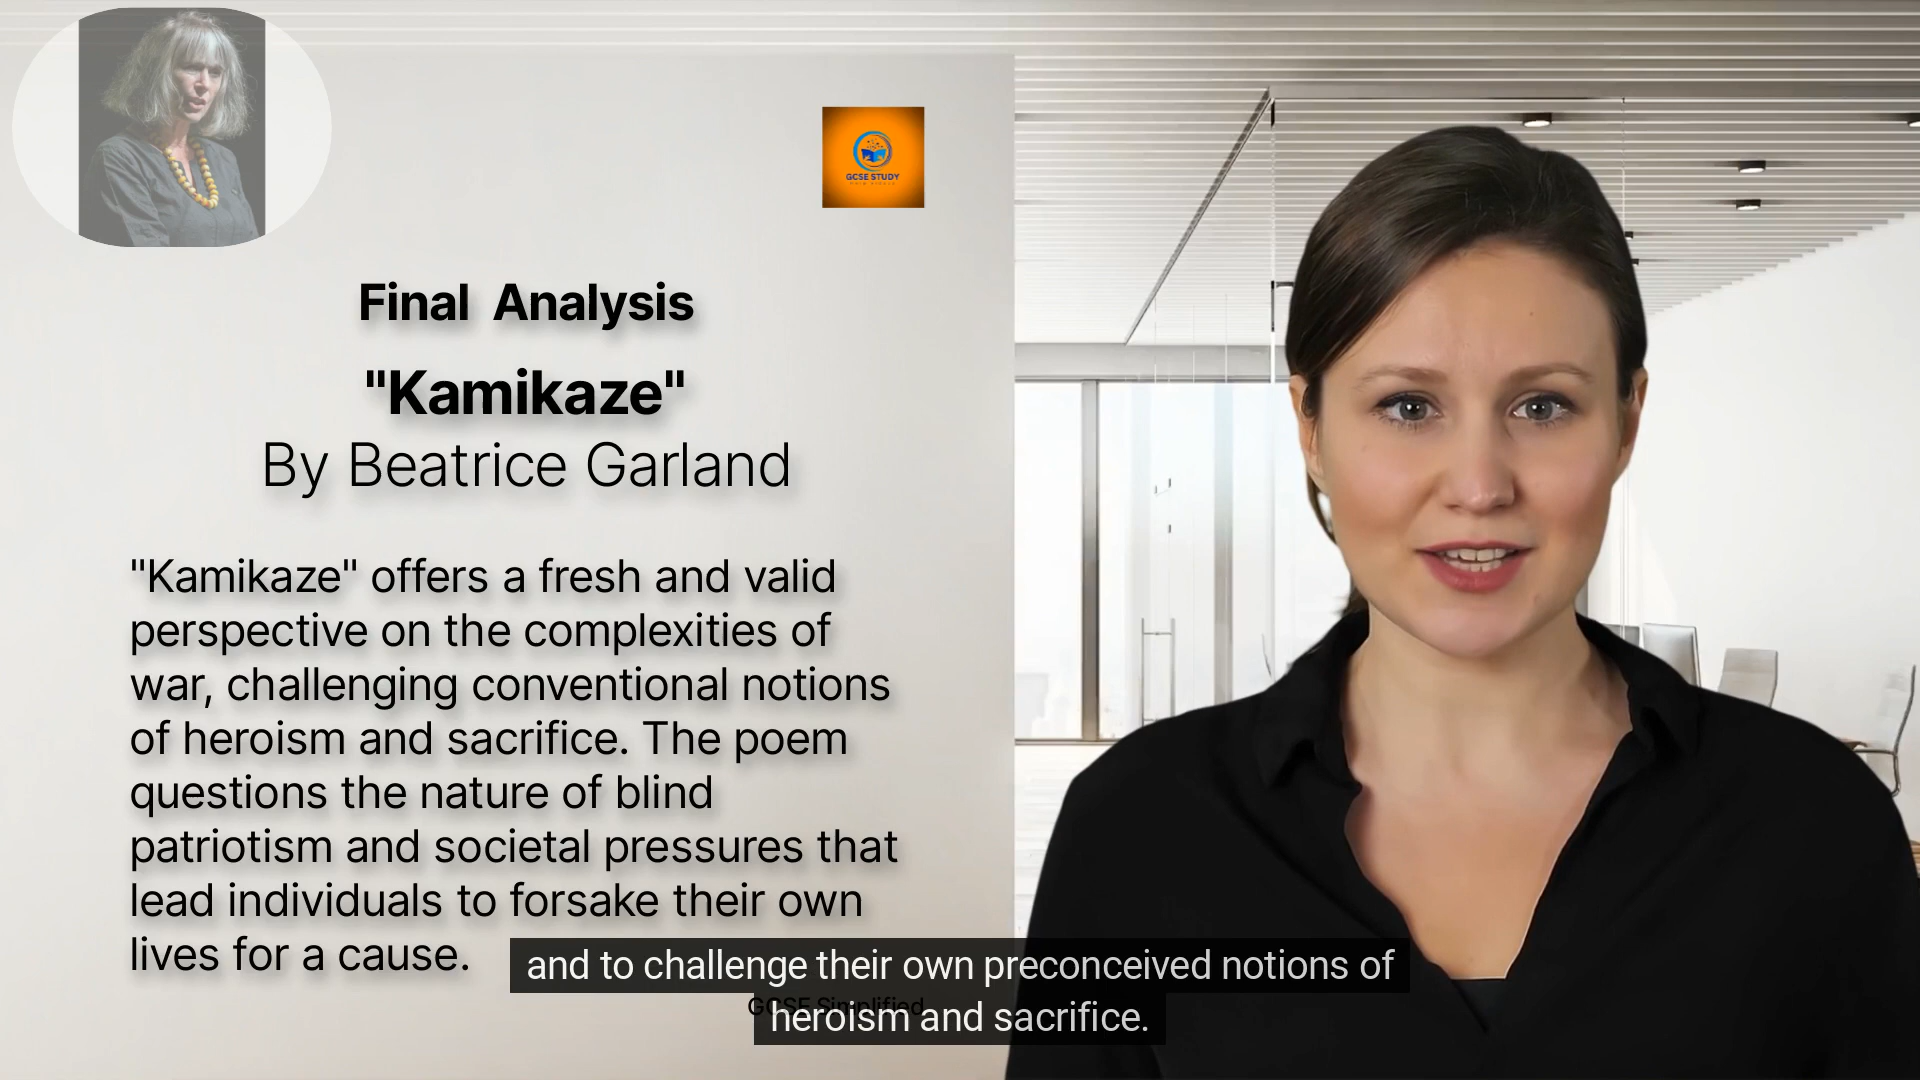 GCSE STUDY
Final Analysis
"Kamikaze"
By Beatrice Garland
"Kamikaze" offers a fresh and valid
perspective on the complexities of
war, challenging conventional notions
of heroism and sacrifice. The poem
questions the nature of blind
patriotism and societal pressures that
lead individuals to forsake their own
lives for a cause.
and to challenge their own preconceived notions of
GCSE Simplified
heroism and sacrifice.